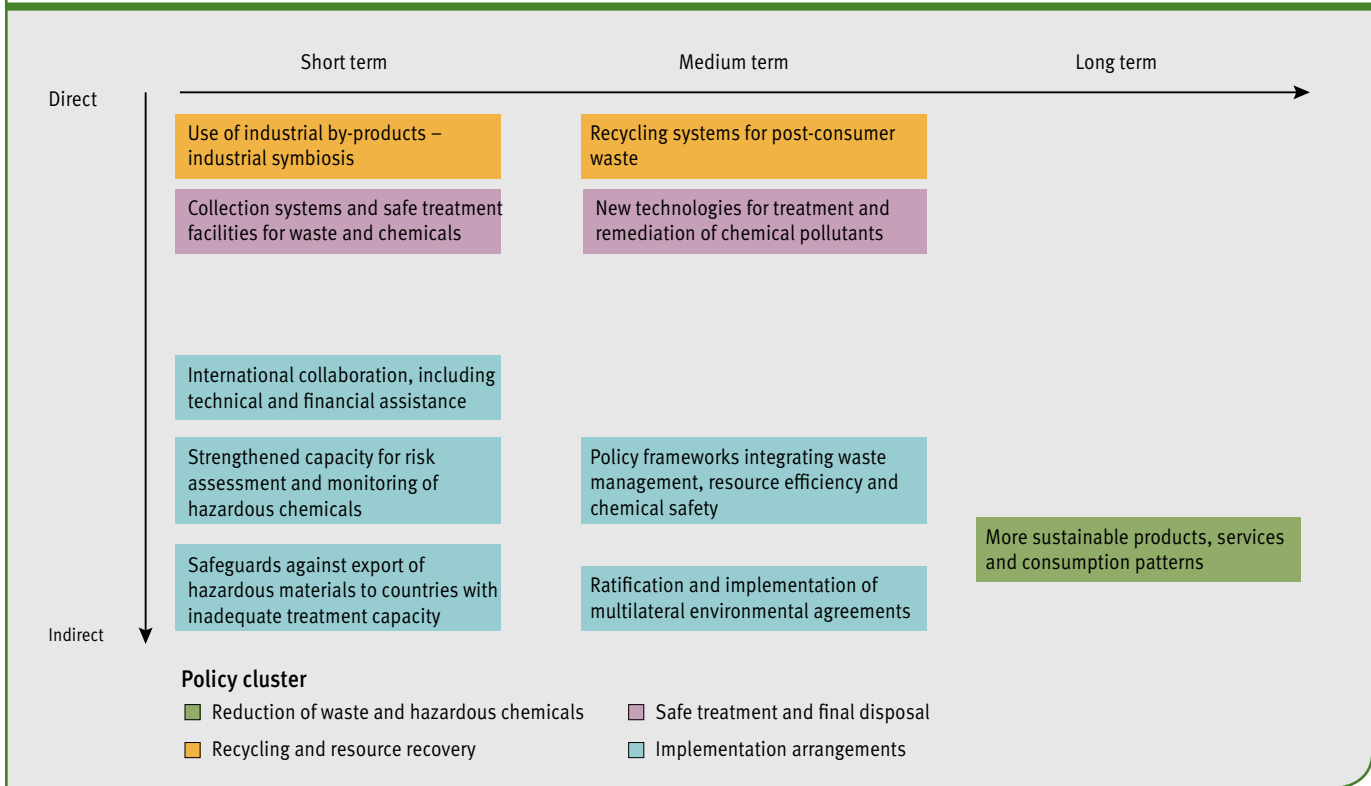 Short term
Medium term
Long term
Direct
Use of industrial by-products –
industrial symbiosis
Recycling systems for post-consumer
waste
Collection systems and safe treatment
facilities for waste and chemicals
New technologies for treatment and
remediation of chemical pollutants
International collaboration, including
technical and financial assistance
Strengthened capacity for risk
assessment and monitoring of
hazardous chemicals
Policy frameworks integrating waste
management, resource efficiency and
chemical safety
More sustainable products, services
and consumption patterns
Safeguards against export of
hazardous materials to countries with
inadequate treatment capacity
Ratification and implementation of
multilateral environmental agreements
Indirect
Policy cluster
Reduction of waste and hazardous chemicals
Safe treatment and final disposal
Recycling and resource recovery
Implementation arrangements